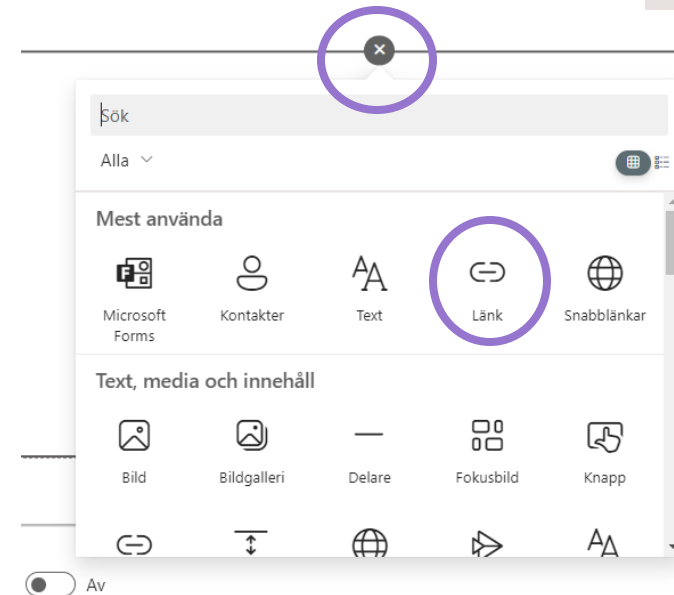 Sök
Alla
Mest använda
Microsoft
Forms
Kontakter
Text
Länk
Snabblänkar
Text, media och innehåll
Bild
Bildgalleri
Delare
Fokusbild
Knapp
Av